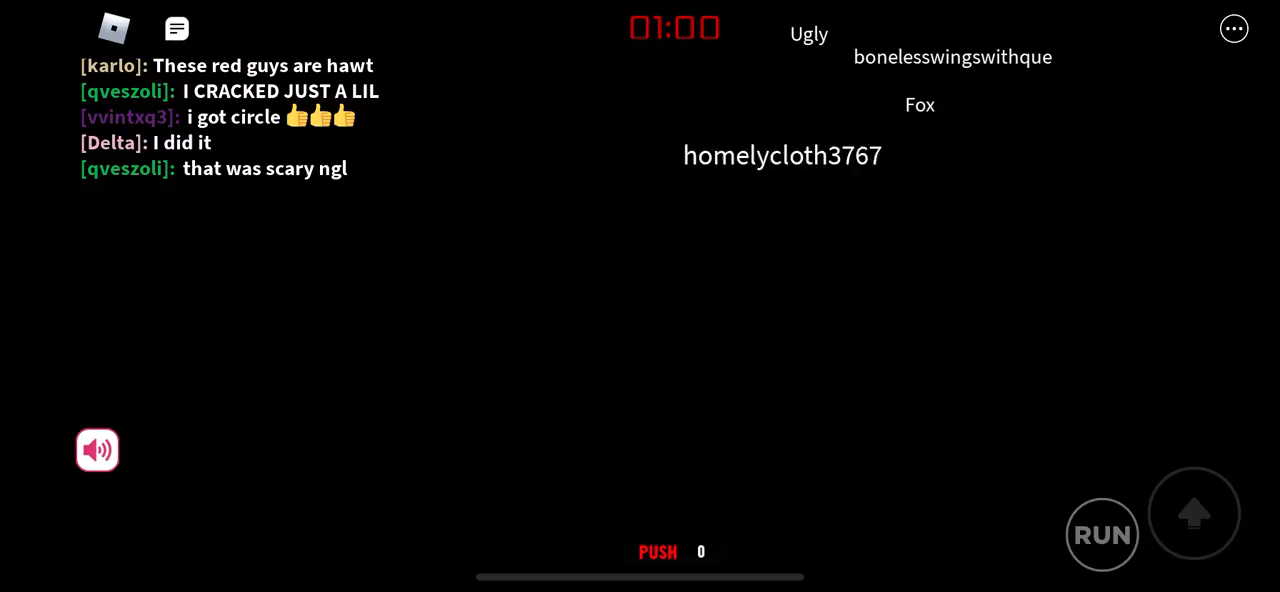 01:00
Ugly
bonelesswingswithque
[karlo]: These red guys are hawt
[qveszoli]: I CRACKED JUST A LIL
Fox
[vvintxq3]: i got circle 👍👍👍
[Delta]: I did it
homelycloth3767
[qveszoli]: that was scary ngl
RUN
PUSH 0